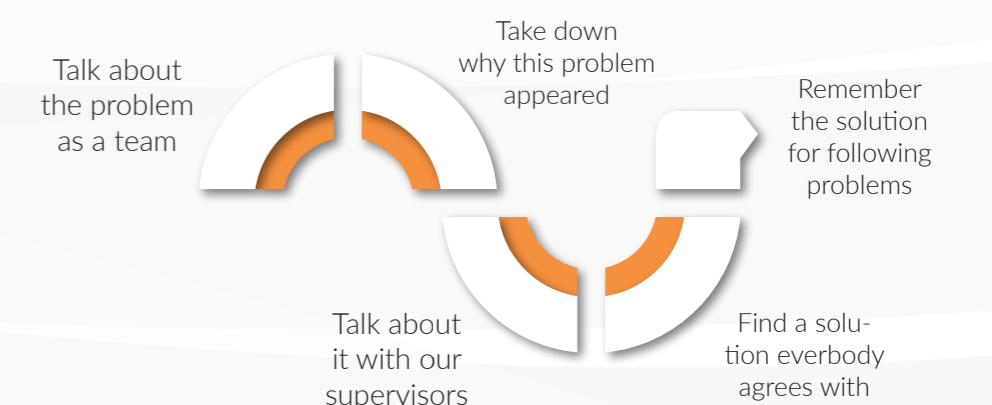 Talk about
the problem
as a team
Take down
why this problem
appeared
Talk about
it with our
supervisors
Find a solu-
tion everbody
agrees with
Remember
the solution
for following
problems